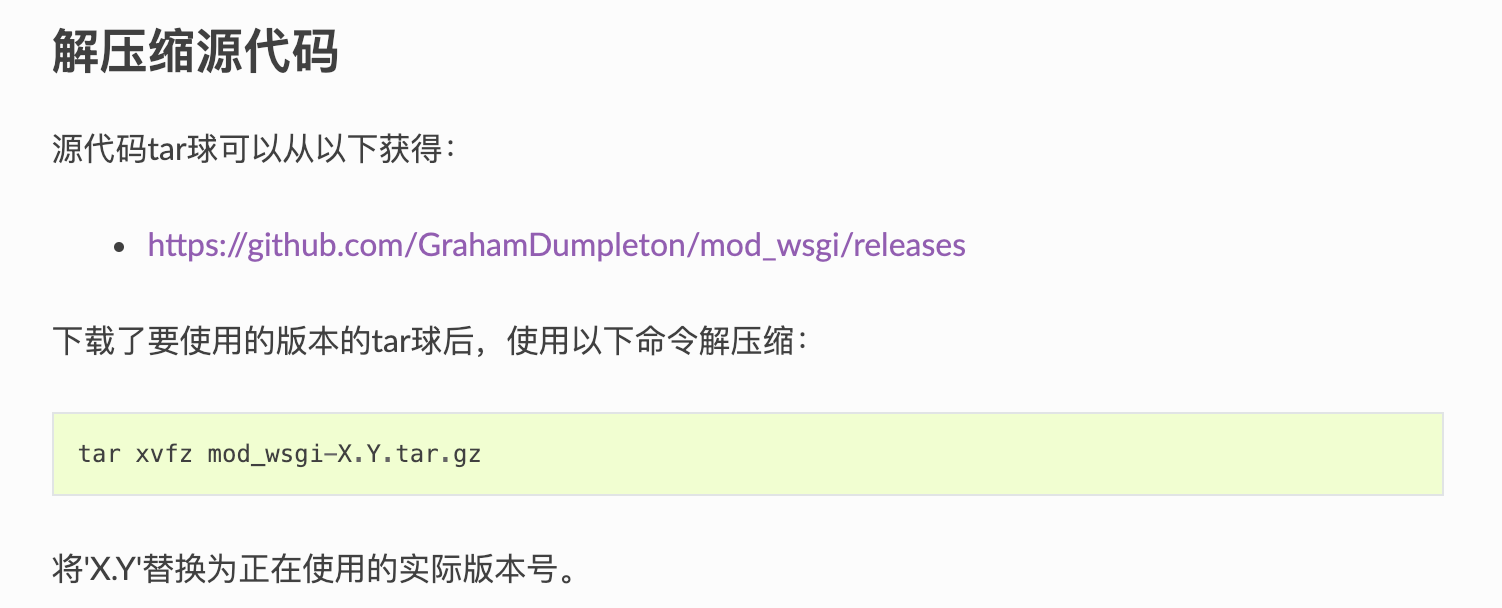 解压缩源代码
源代码tar球可以从以下获得：
• https://github.com/GrahamDumpleton/mod_wsgi/releases
下载了要使用的版本的tar球后，使用以下命令解压缩：
tar xvfz mod_wsgi-X.Y.tar.gz
将'X.Y'替换为正在使用的实际版本号。